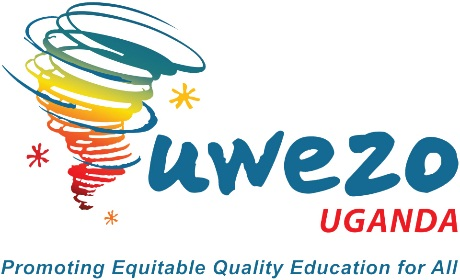 uwezo
UGANDA
Promoting Equitable Quality Education for All